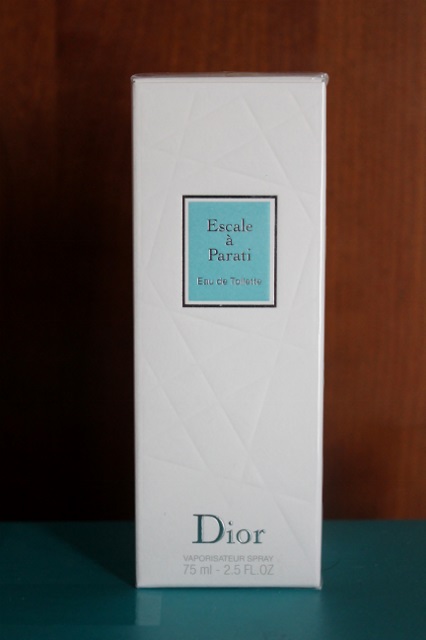 Escale
à
Parati
Eau de Toilette
Dior
VAPORISATEUR SPRAY
75 ml - 2.5 FL.OZ